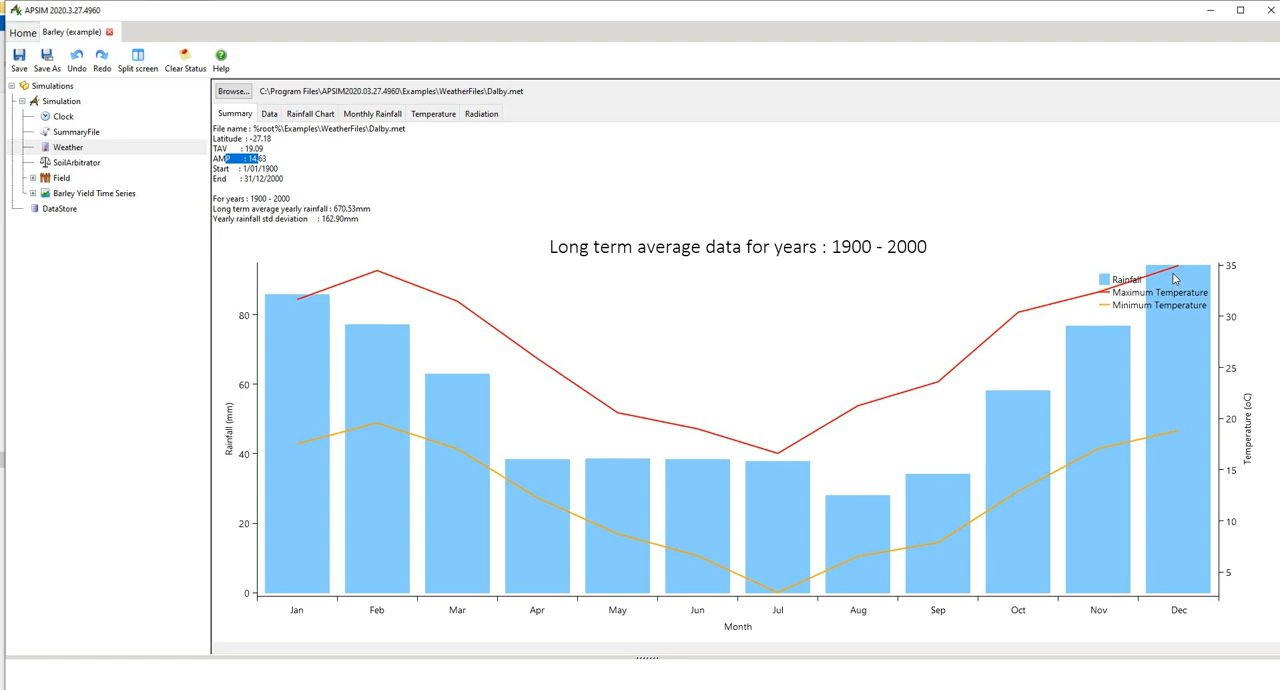 APSIM 2020.3.27.4960
Home Barley (example)
Save Save As Undo Redo Split screen Clear Status Help
Simulations
Simulation
Clock
SummaryFile
Weather
SoilArbitrator
Field
Barley Yield Time Series
DataStore
Browse... C:\Program Files\APSIM2020.03.27.4960\Examples\WeatherFiles\Dalby.met
Summary Data Rainfall Chart Monthly Rainfall Temperature Radiation
File name : %root%\Examples\WeatherFiles\Dalby.met
Latitude : -27.18
TAV : 19.09
AMP : 14.63
Start : 1/01/1900
End : 31/12/2000
For years : 1900 - 2000
Long term average yearly rainfall : 670.53mm
Yearly rainfall std deviation : 162.90mm
Long term average data for years : 1900 - 2000
Rainfall
Maximum Temperature
Minimum Temperature
80
60
40
20
0
Rainfall (mm)
35
30
25
20
15
10
5
Temperature (oC)
Jan Feb Mar Apr May Jun Jul Aug Sep Oct Nov Dec
Month